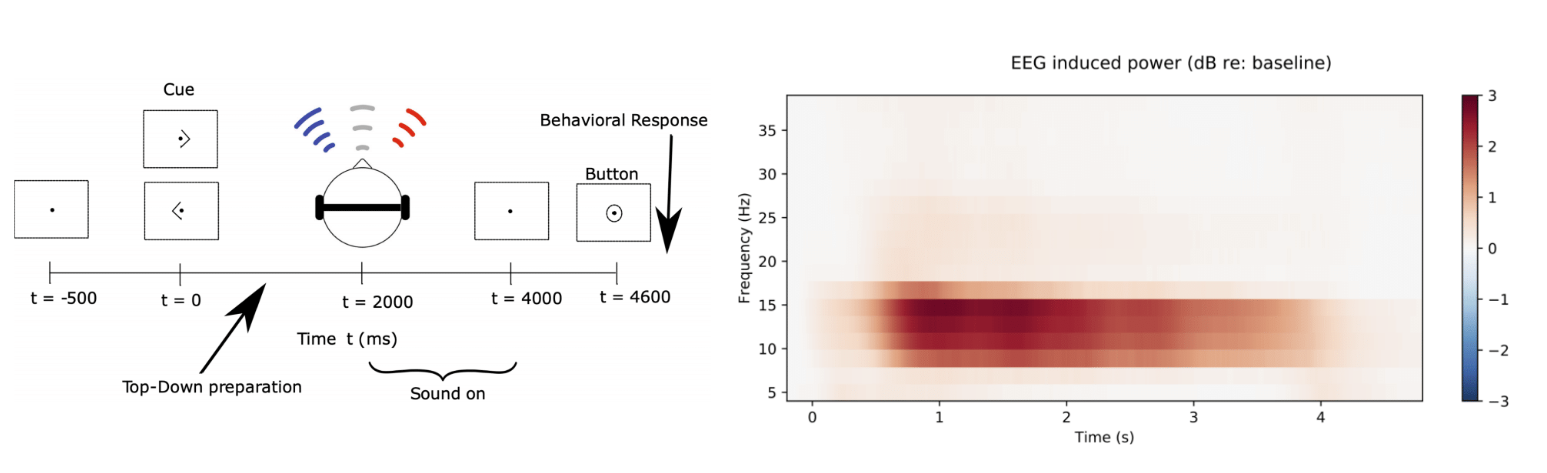 Cue
Behavioral Response
Button
t = -500
t = 0
t = 2000
t = 4000
t = 4600
Time t (ms)
Top-Down preparation
Sound on
EEG induced power (dB re: baseline)
Frequency (Hz)
35
30
25
20
15
10
5
0
1
2
3
4
Time (s)
3
2
1
0
−1
−2
−3